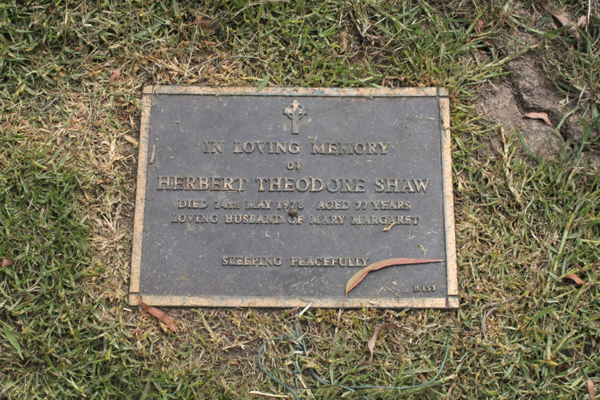 IN LOVING MEMORY
OF
HERBERT THEODORE SHAW
DIED 24TH MAY 1978 AGED 77 YEARS
LOVING HUSBAND OF MARY MARGARET
SLEEPING PEACEFULLY